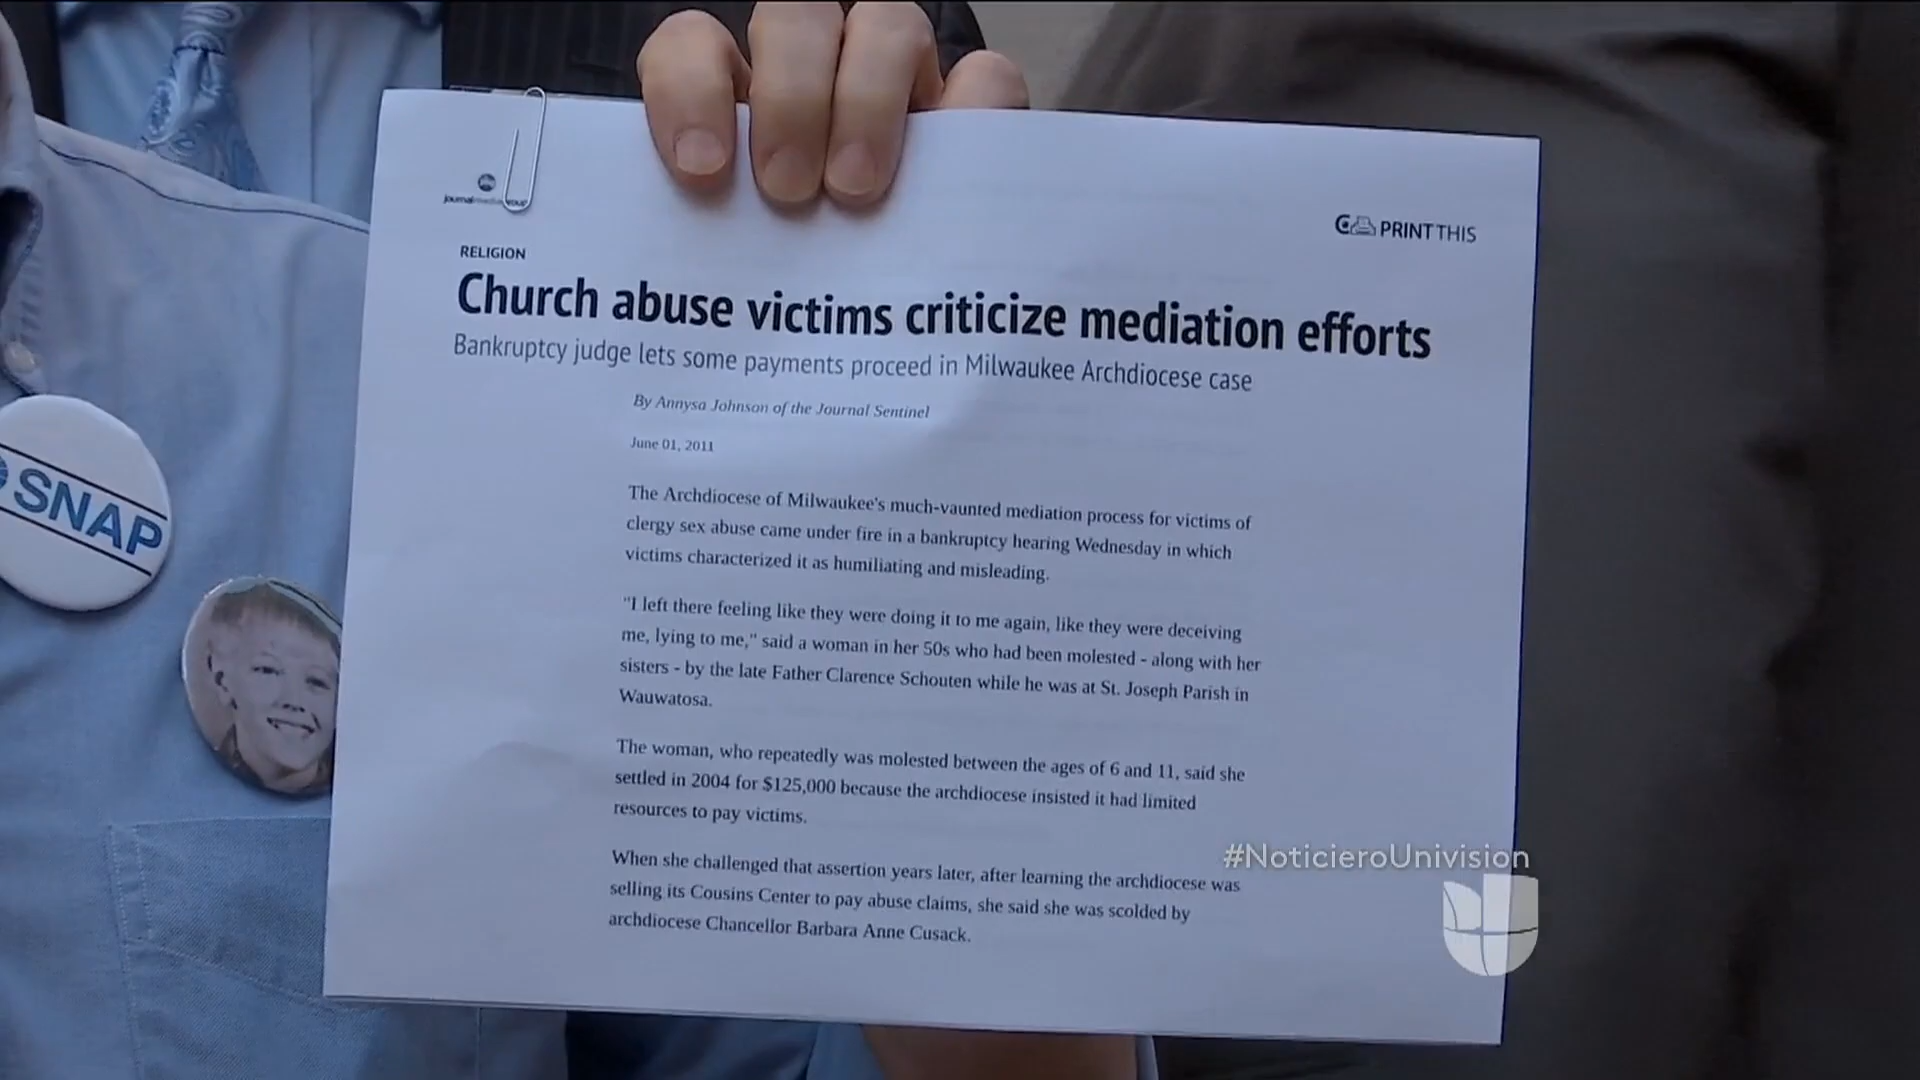 journalmediagroup
PRINTTHIS
RELIGION
Church abuse victims criticize mediation efforts
Bankruptcy judge lets some payments proceed in Milwaukee Archdiocese case
By Annysa Johnson of the Journal Sentinel
June 01, 2011
The Archdiocese of Milwaukee's much-vaunted mediation process for victims of
clergy sex abuse came under fire in a bankruptcy hearing Wednesday in which
victims characterized it as humiliating and misleading.
"I left there feeling like they were doing it to me again, like they were deceiving
me, lying to me," said a woman in her 50s who had been molested - along with her
sisters - by the late Father Clarence Schouten while he was at St. Joseph Parish in
Wauwatosa.
The woman, who repeatedly was molested between the ages of 6 and 11, said she
settled in 2004 for $125,000 because the archdiocese insisted it had limited
resources to pay victims.
When she challenged that assertion years later, after learning the archdiocese was
selling its Cousins Center to pay abuse claims, she said she was scolded by
archdiocese Chancellor Barbara Anne Cusack.
SNAP
#NoticieroUnivision